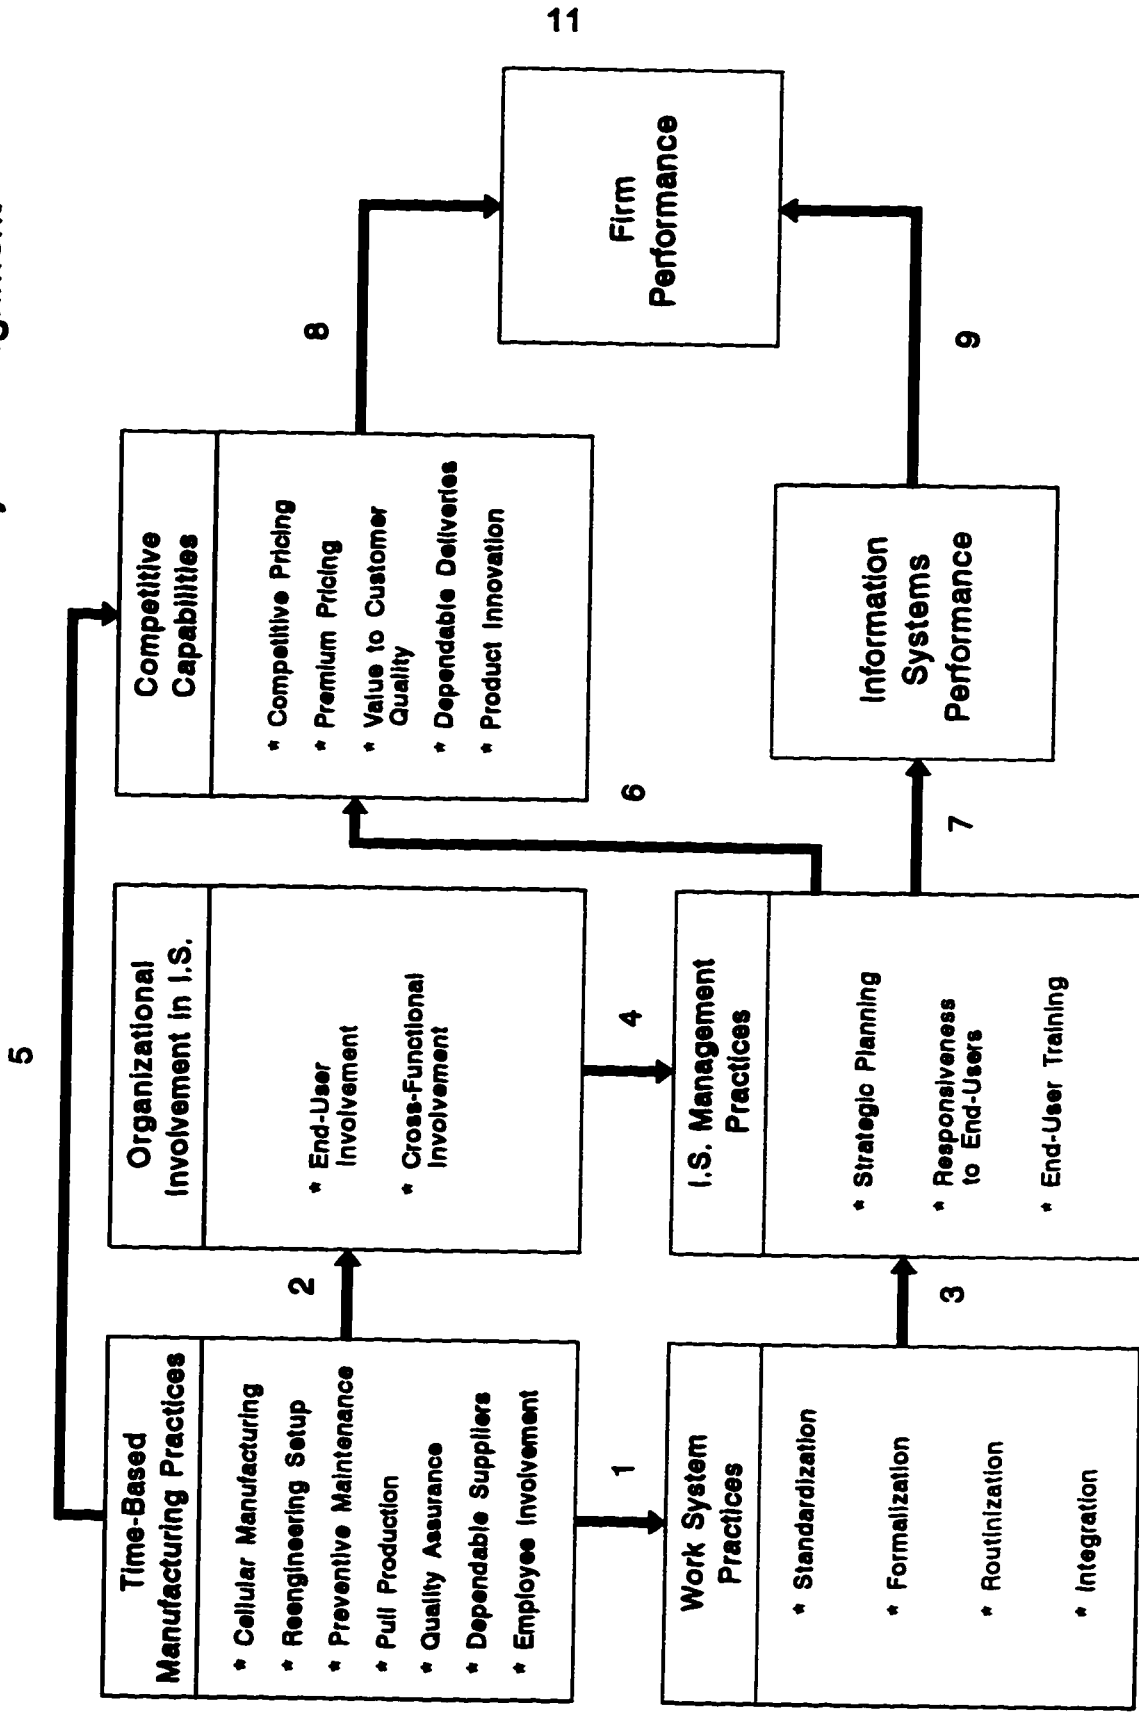 5
Time-Based
Manufacturing Practices
* Cellular Manufacturing
* Reengineering Setup
* Preventive Maintenance
* Pull Production
* Quality Assurance
* Dependable Suppliers
* Employee Involvement
2
Organizational
Involvement in I.S.
* End-User
Involvement
* Cross-Functional
Involvement
Competitive
Capabilities
* Competitive Pricing
* Premium Pricing
* Value to Customer
Quality
* Dependable Deliveries
* Product Innovation
8
Firm
Performance
11
1
4
6
Work System
Practices
* Standardization
* Formalization
* Routinization
* Integration
3
I.S. Management
Practices
* Strategic Planning
* Responsiveness
to End-Users
* End-User Training
7
Information
Systems
Performance
9